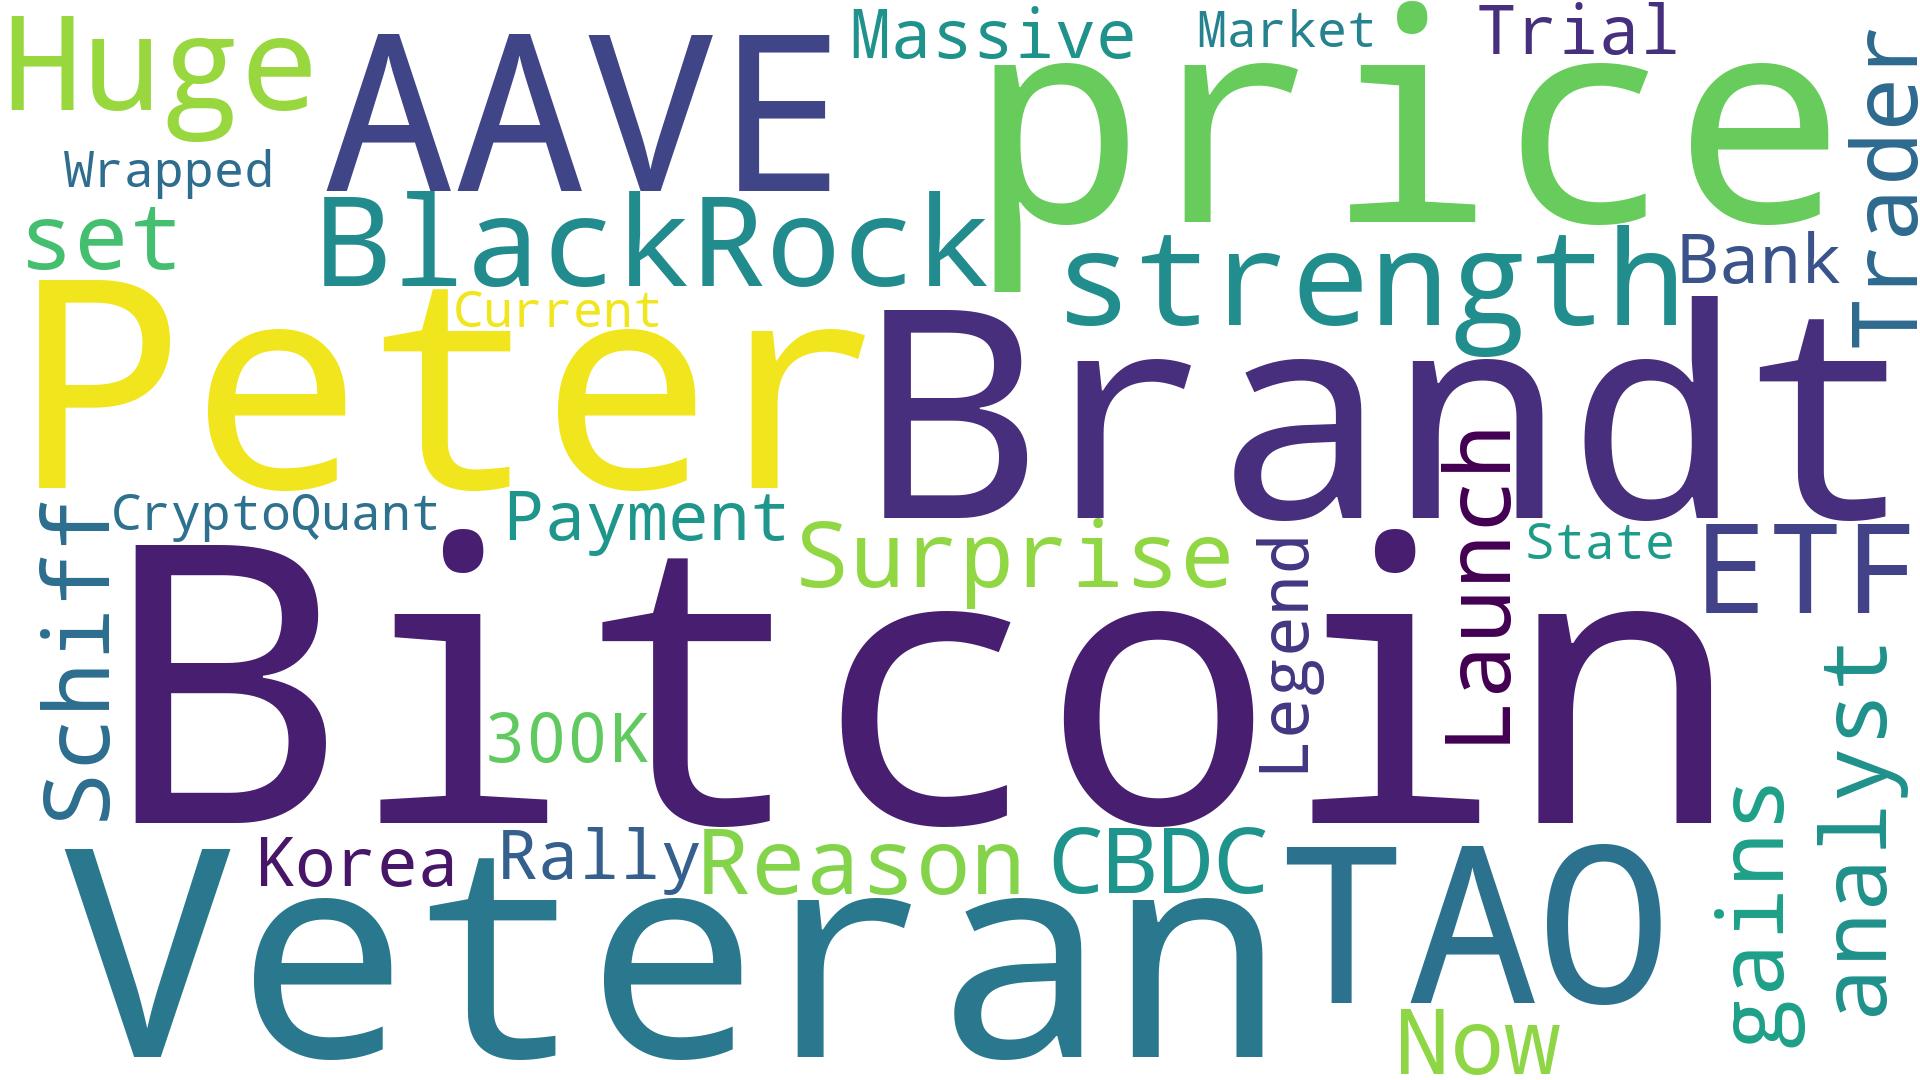 Huge
AAVE
Massive
Market
Trial
price
Trader
Wrapped
set
BlackRock
strength
Bank
Peter
Current
Brandt
Schiff
CryptoQuant
Payment
Surprise
Legend
Launch
State
ETF
Bitcoin
300K
analyst
gains
Korea
Rally
Reason
CBDC
Veteran
TAO
Now